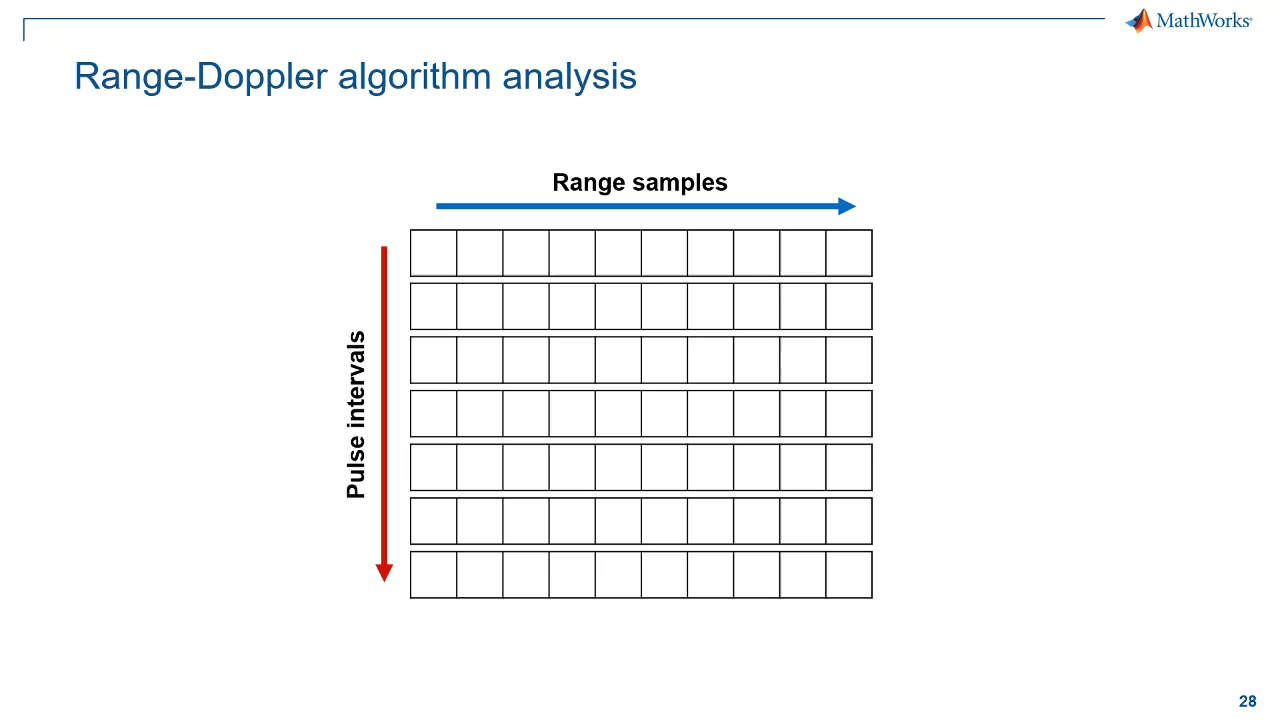 MathWorks®
Range-Doppler algorithm analysis
Range samples
Pulse intervals
28